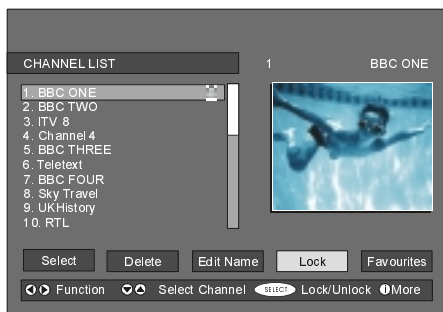 CHANNEL LIST
1 BBC ONE
1. BBC ONE
2. BBC TWO
3. ITV 8
4. Channel 4
5. BBC THREE
6. Teletext
7. BBC FOUR
8. Sky Travel
9. UKHistory
10. RTL
Select Delete Edit Name Lock Favourites
Function Select Channel SELECT Lock/Unlock i More